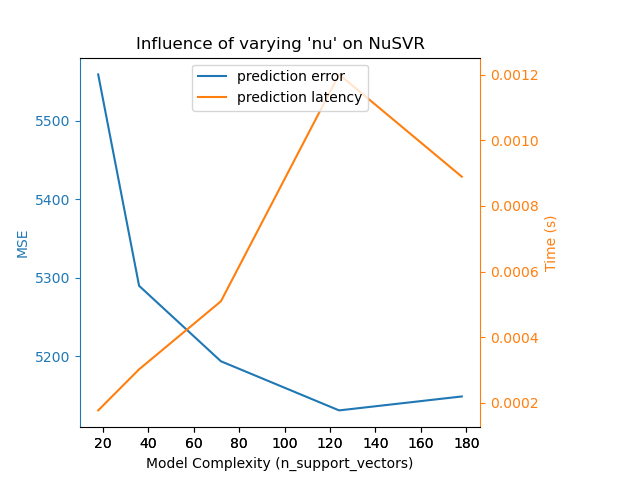 Influence of varying 'nu' on NuSVR
prediction error
prediction latency
5500
5400
5300
5200
MSE
0.0012
0.0010
0.0008
0.0006
0.0004
0.0002
Time (s)
20 40 60 80 100 120 140 160 180
Model Complexity (n_support_vectors)